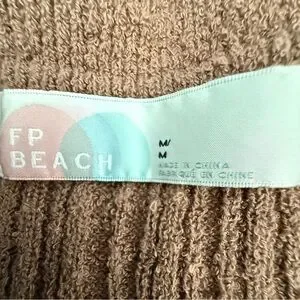 FP
BEACH
M/
M
MADE IN CHINA
FABRIQUÉ EN CHINE